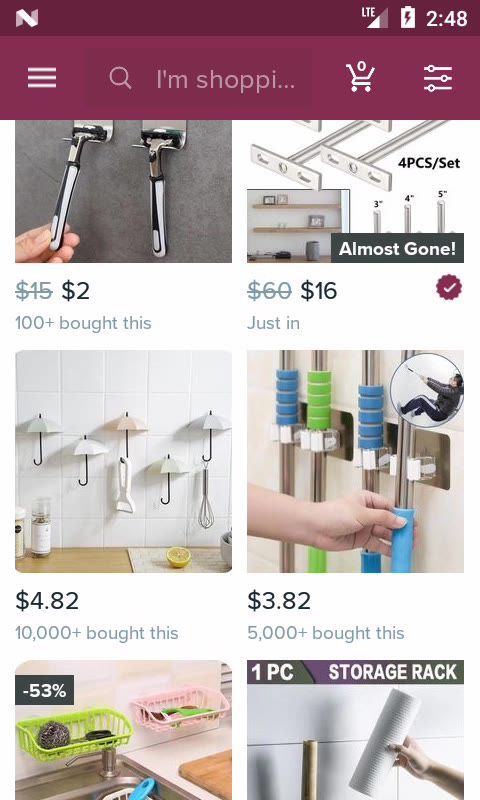 LTE
2:48
0
I'm shoppi...
4PCS/Set
3"
4"
5"
Almost Gone!
$15 $2
100+ bought this
$60 $16
Just in
$4.82
10,000+ bought this
$3.82
5,000+ bought this
-53%
1 PC STORAGE RACK